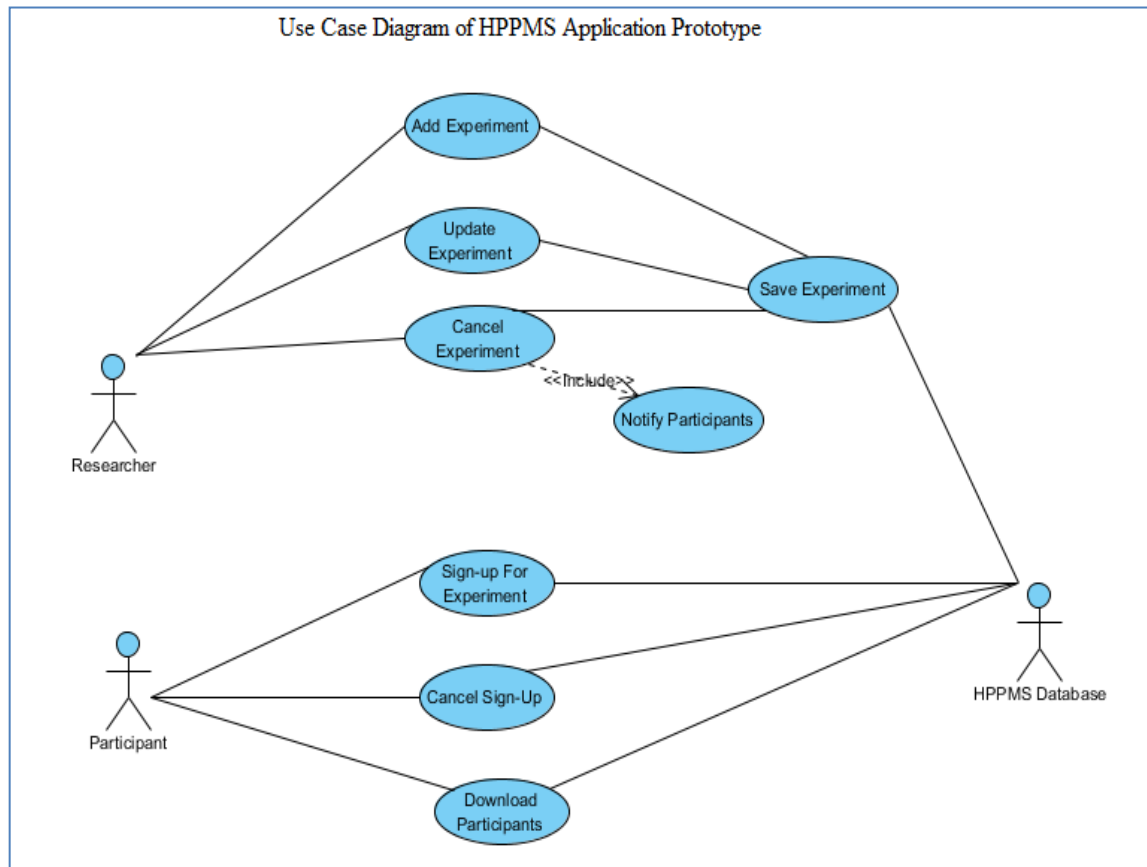 Use Case Diagram of HPPMS Application Prototype
Add Experiment
Update
Experiment
Save Experiment
Cancel
Experiment
<<Include>>
Notify Participants
Researcher
Sign-up For
Experiment
Cancel Sign-Up
HPPMS Database
Participant
Download
Participants